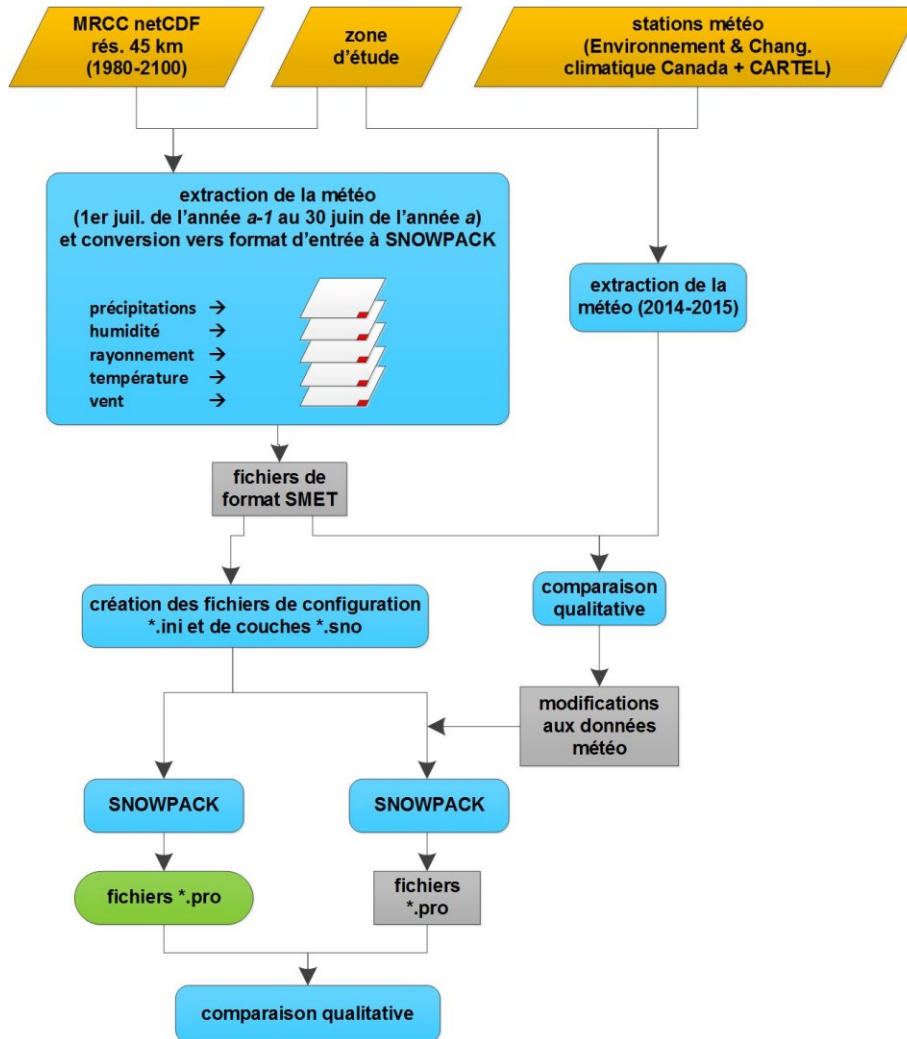 MRCC netCDF
rés. 45 km
(1980-2100)
zone
d'étude
stations météo
(Environnement & Chang.
climatique Canada + CARTEL)
extraction de la météo
(1er juil. de l'année a-1 au 30 juin de l'année a)
et conversion vers format d'entrée à SNOWPACK
précipitations →
humidité →
rayonnement →
température →
vent →
extraction de la
météo (2014-2015)
fichiers de
format SMET
création des fichiers de configuration
*.ini et de couches *.sno
comparaison
qualitative
modifications
aux données
météo
SNOWPACK
SNOWPACK
fichiers *.pro
fichiers
*.pro
comparaison qualitative